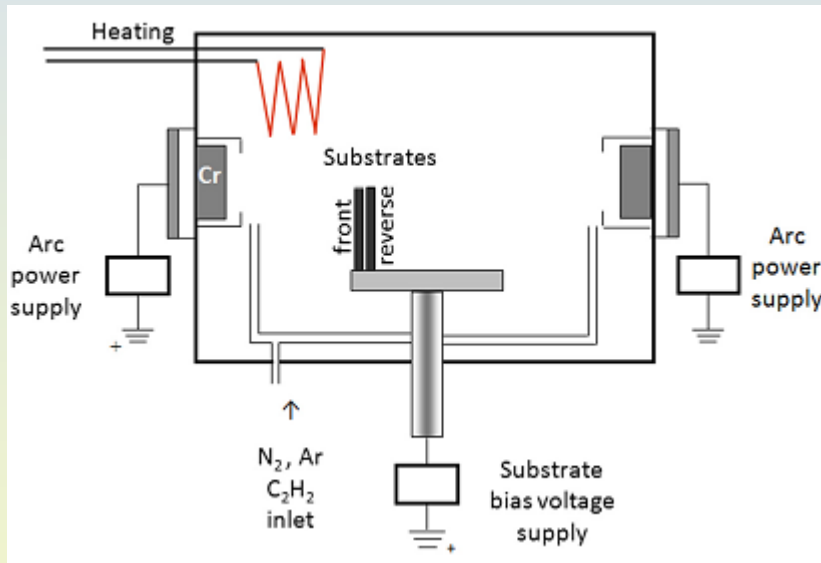 Heating
Substrates
Cr
front
reverse
Arc
power
supply
+
Arc
power
supply
↑
N₂, Ar
C₂H₂
inlet
Substrate
bias voltage
supply
+